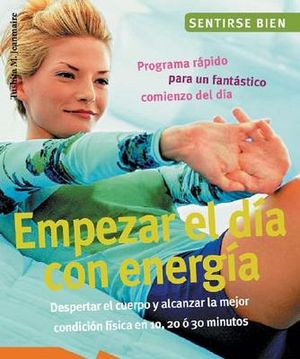 SENTIRSE BIEN
Programa rápido
para un fantástico
comienzo del día
Empezar el día
con energía
Despertar el cuerpo y alcanzar la mejor
condición física en 10, 20 ó 30 minutos